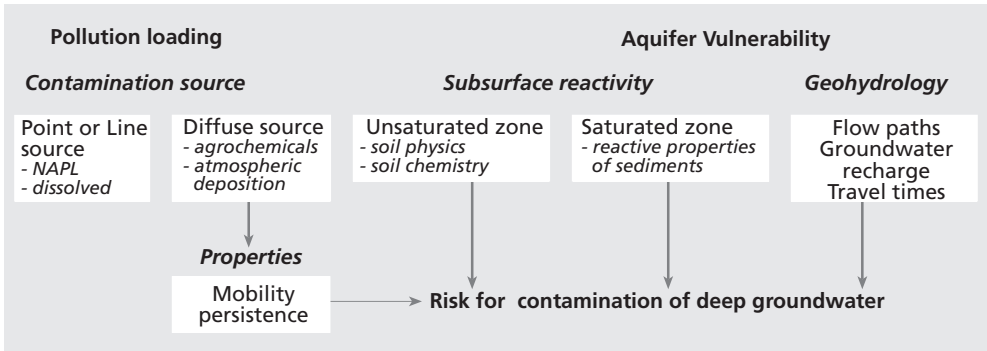 Pollution loading
Aquifer Vulnerability
Contamination source
Subsurface reactivity
Geohydrology
Point or Line
source
- NAPL
- dissolved
Diffuse source
- agrochemicals
- atmospheric
deposition
Unsaturated zone
- soil physics
- soil chemistry
Saturated zone
- reactive properties
of sediments
Flow paths
Groundwater
recharge
Travel times
Properties
Mobility
persistence
Risk for contamination of deep groundwater